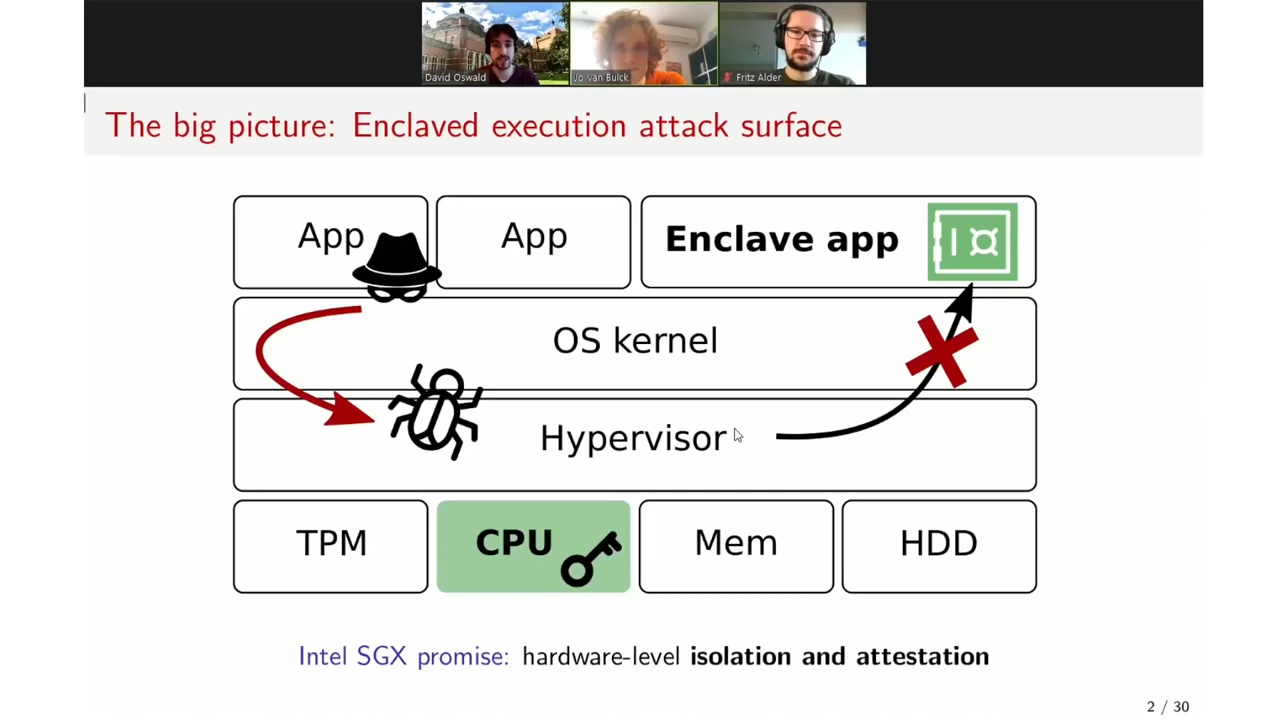 David Oswald
Jo Van Bulck
Fritz Alder
The big picture: Enclaved execution attack surface
App
App
Enclave app
OS kernel
Hypervisor
TPM
CPU
Mem
HDD
Intel SGX promise: hardware-level isolation and attestation
2 / 30